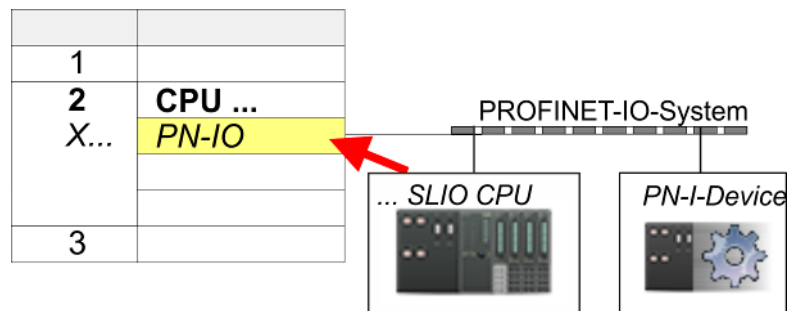 1
2 CPU ...
X... PN-IO
3
PROFINET-IO-System
... SLIO CPU
PN-I-Device